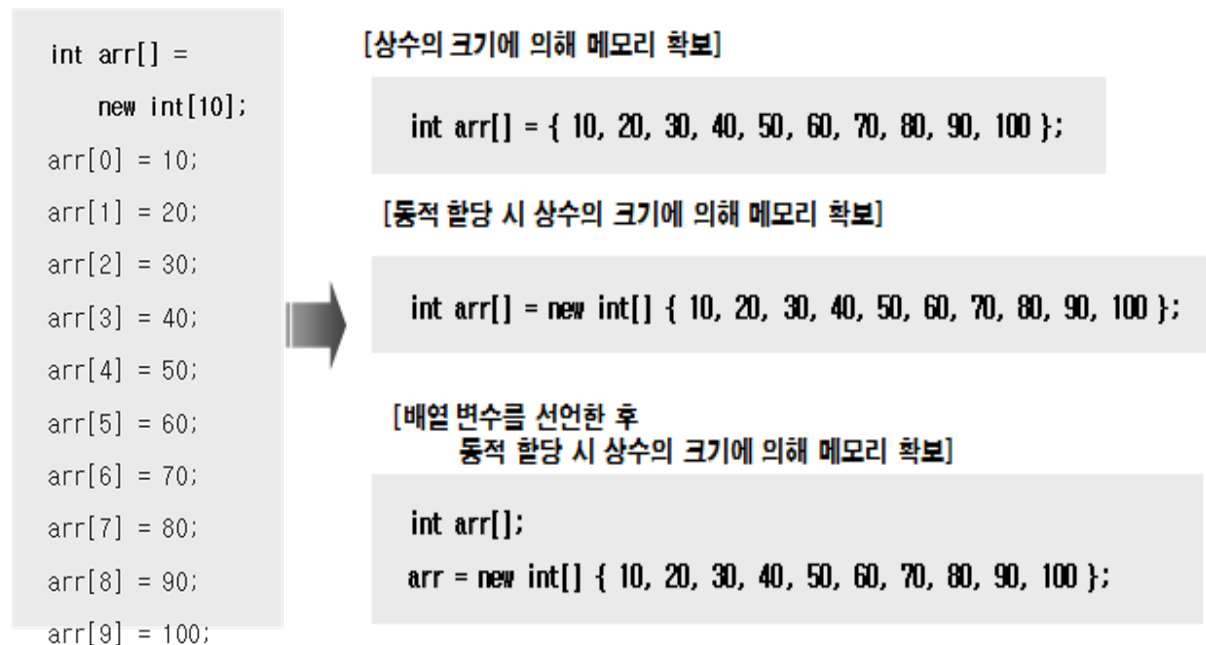 int arr[] =
new int[10];
arr[0] = 10;
arr[1] = 20;
arr[2] = 30;
arr[3] = 40;
arr[4] = 50;
arr[5] = 60;
arr[6] = 70;
arr[7] = 80;
arr[8] = 90;
arr[9] = 100;
[상수의 크기에 의해 메모리 확보]
int arr[] = { 10, 20, 30, 40, 50, 60, 70, 80, 90, 100 };
[동적 할당 시 상수의 크기에 의해 메모리 확보]
int arr[] = new int[] { 10, 20, 30, 40, 50, 60, 70, 80, 90, 100 };
[배열 변수를 선언한 후
동적 할당 시 상수의 크기에 의해 메모리 확보]
int arr[];
arr = new int[] { 10, 20, 30, 40, 50, 60, 70, 80, 90, 100 };